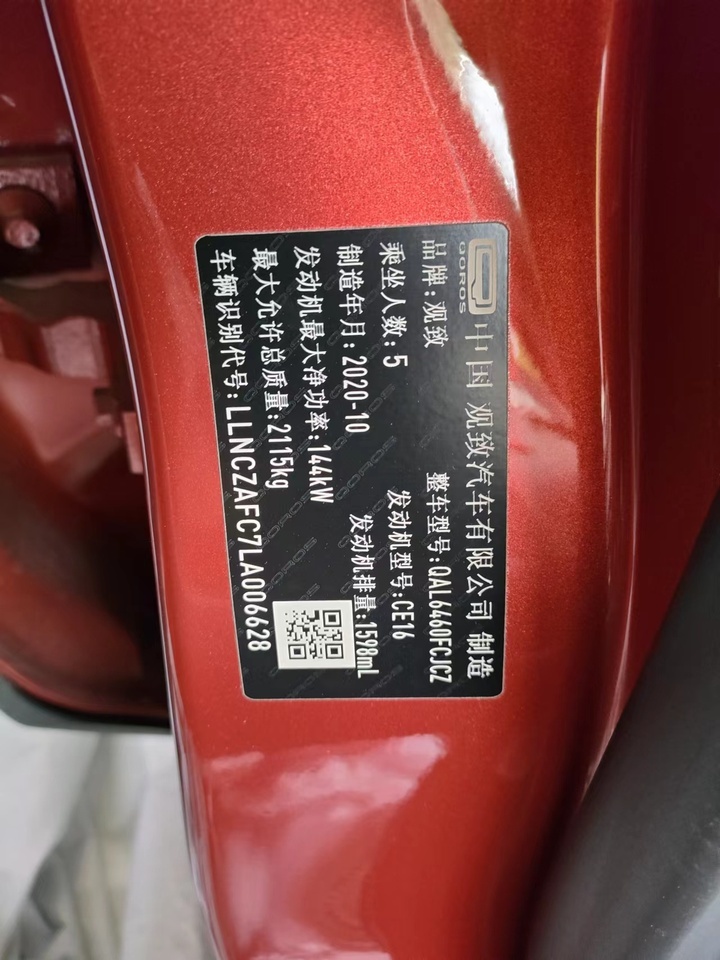 QOROS
中国 观致汽车有限公司 制造
品牌:观致 整车型号:QAL6460FCJCZ
乘坐人数:5 发动机型号:CE16
制造年月:2020-10 发动机排量:1598mL
发动机最大净功率:144kW
最大允许总质量:2115kg
车辆识别代号:LLNCZAFC7LA006628